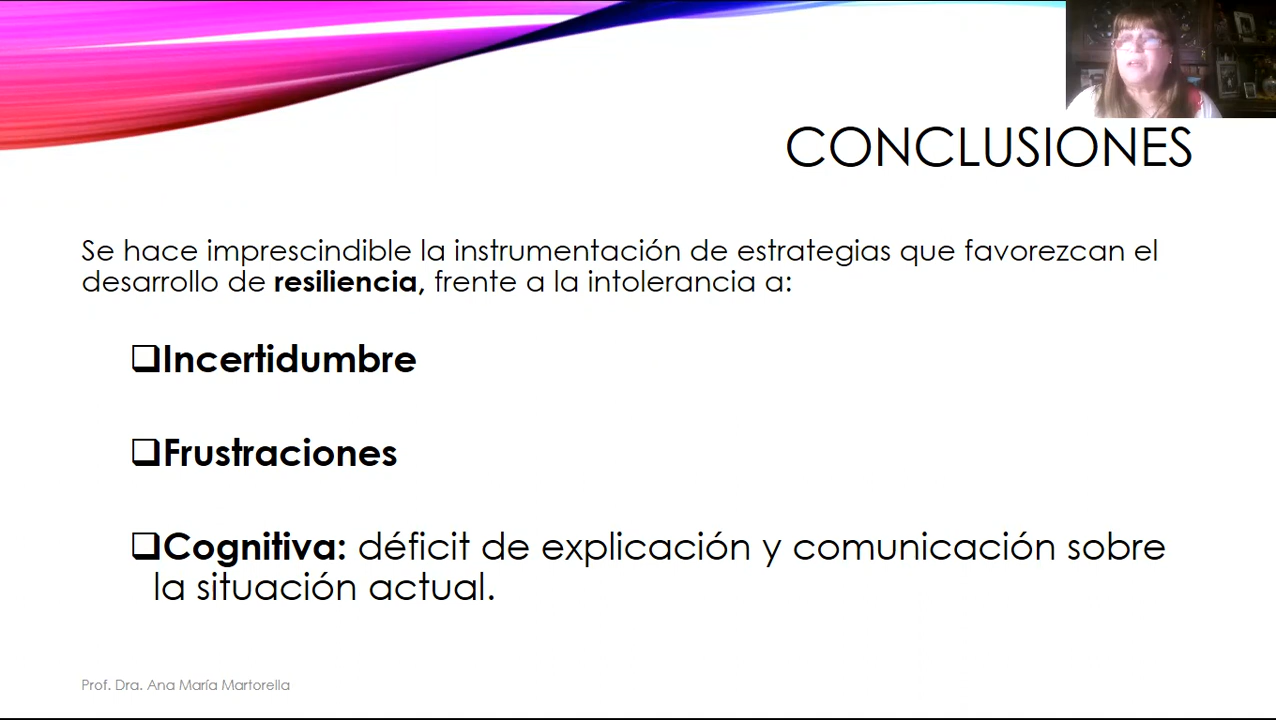 CONCLUSIONES
Se hace imprescindible la instrumentación de estrategias que favorezcan el
desarrollo de resiliencia, frente a la intolerancia a:
❑Incertidumbre
❑Frustraciones
❑Cognitiva: déficit de explicación y comunicación sobre
la situación actual.
Prof. Dra. Ana María Martorella